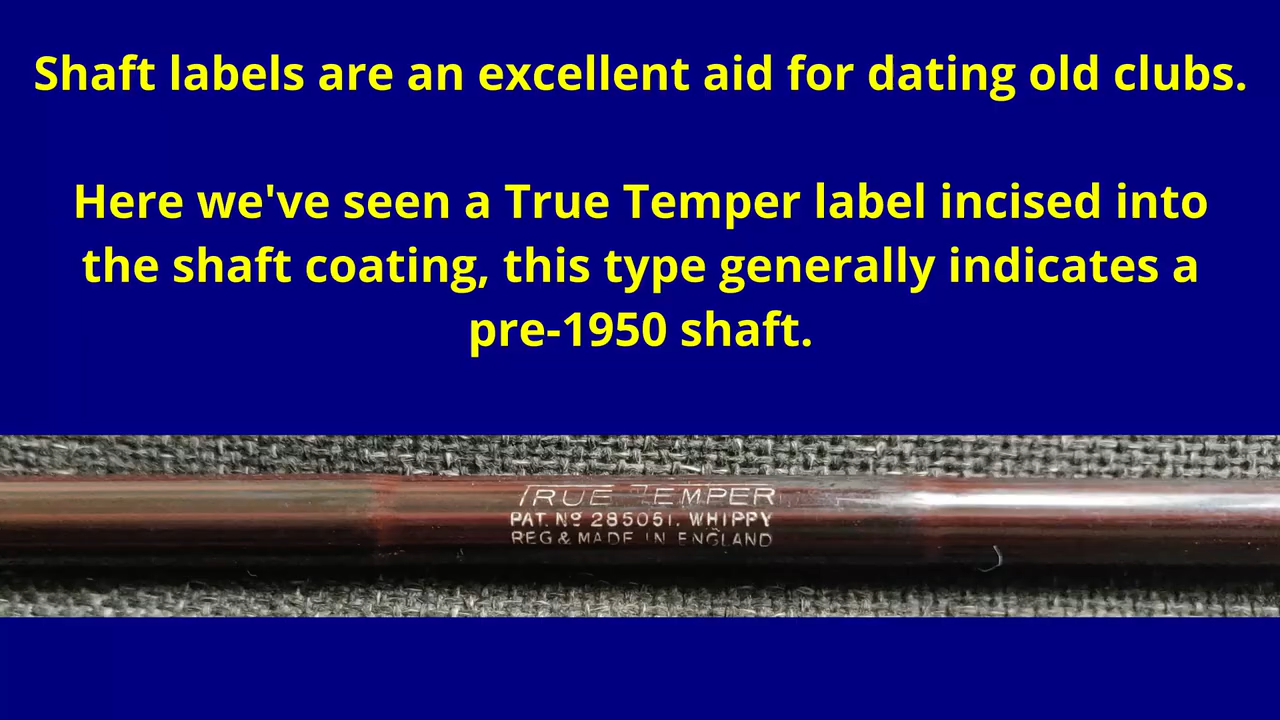 Shaft labels are an excellent aid for dating old clubs.
Here we've seen a True Temper label incised into
the shaft coating, this type generally indicates a
pre-1950 shaft.
TRUE TEMPER
PAT. Nº 285051. WHIPPY
REG & MADE IN ENGLAND